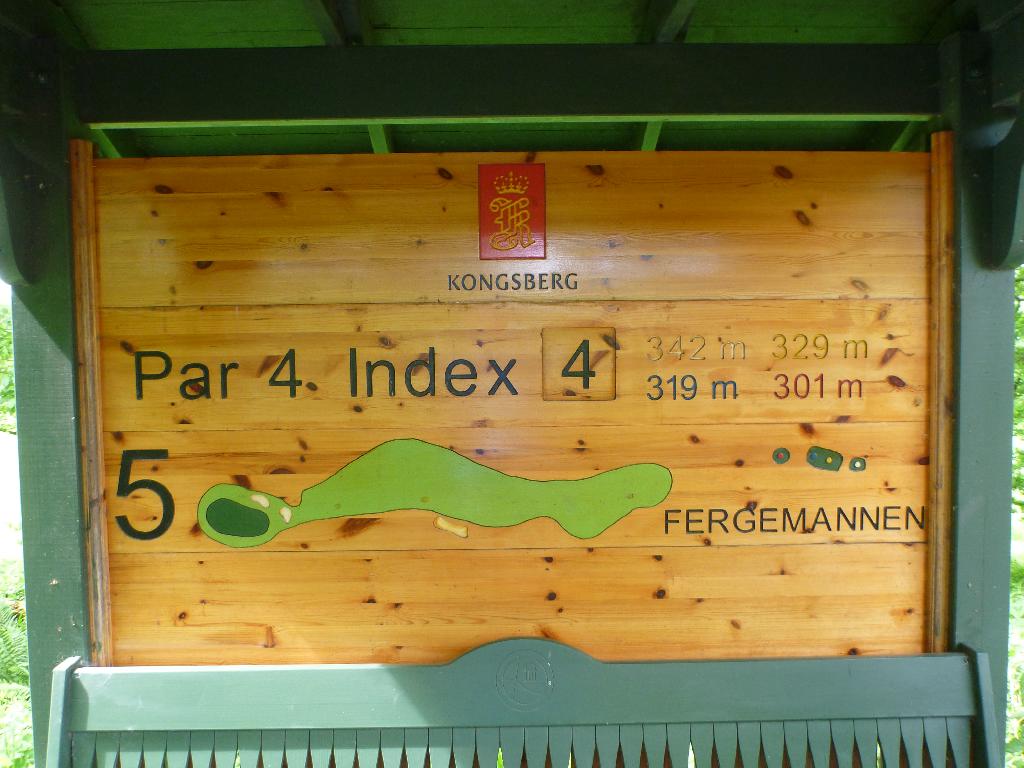 KONGSBERG
Par 4 Index 4 342 m 329 m
319 m 301 m
5
FERGEMANNEN